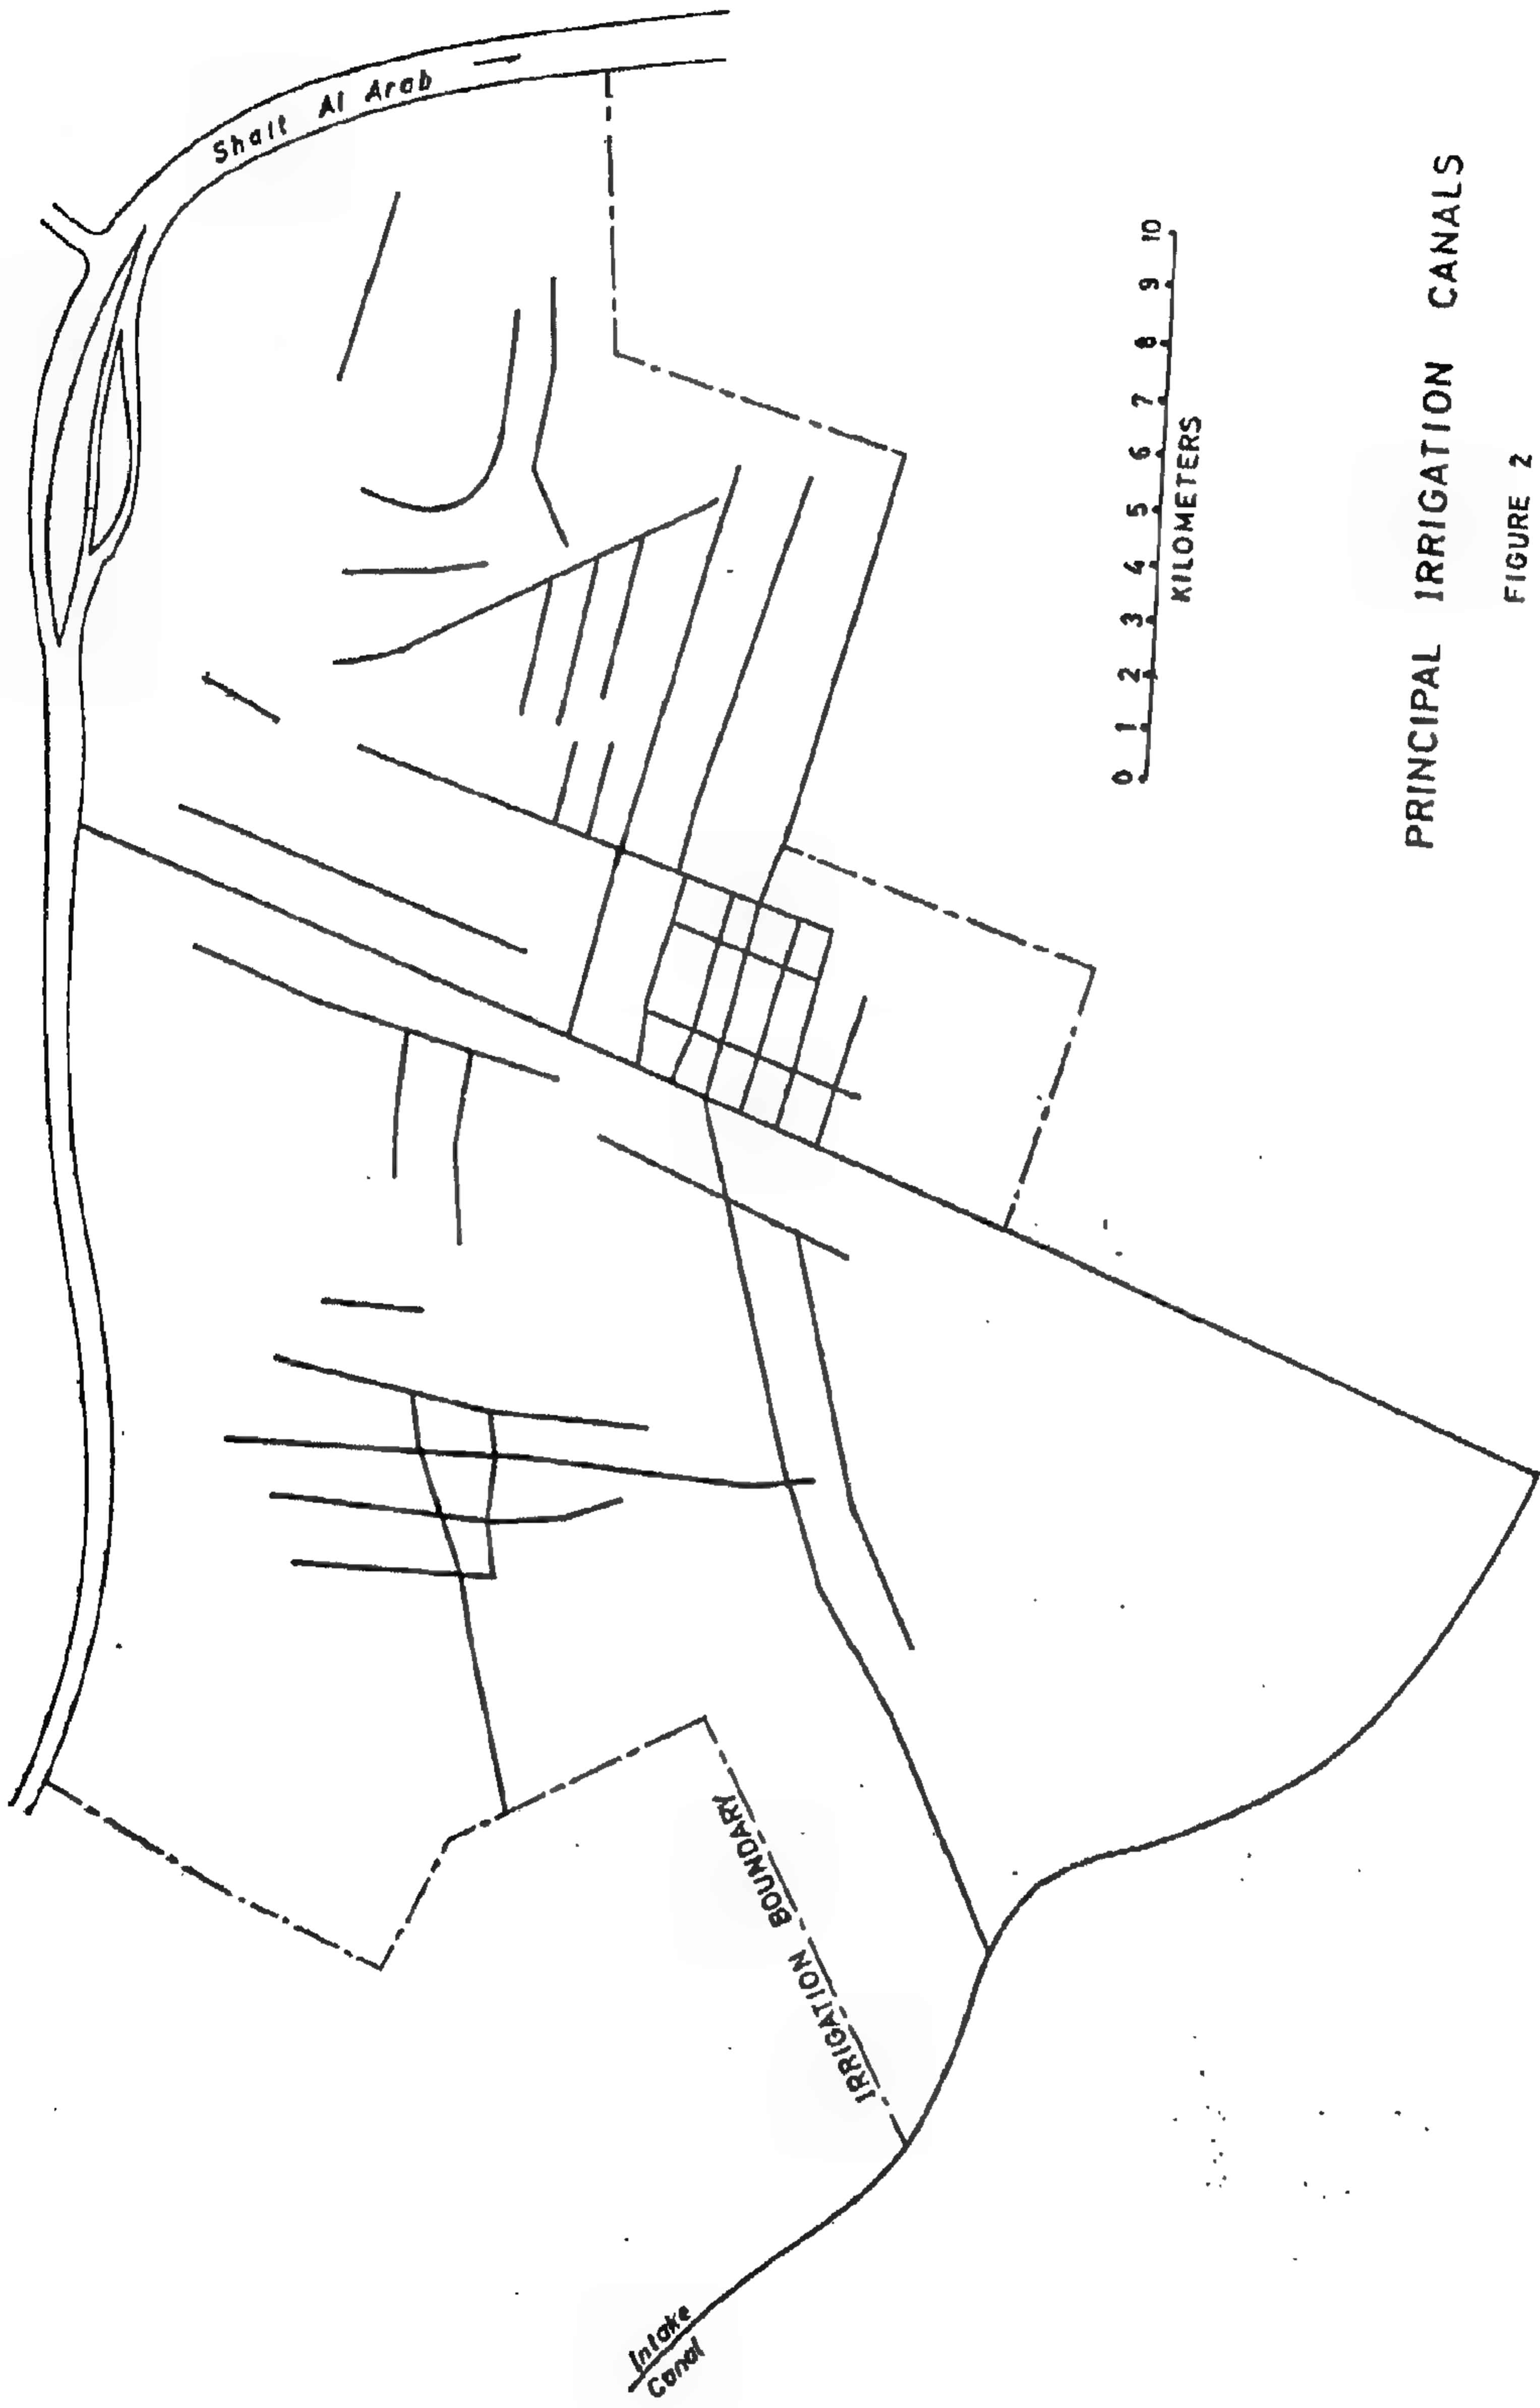 Shatt Al Arab
IRRIGATION BOUNDARY
Intake
Canal
0 1 2 3 4 5 6 7 8 9 10
KILOMETERS
PRINCIPAL IRRIGATION CANALS
FIGURE 2